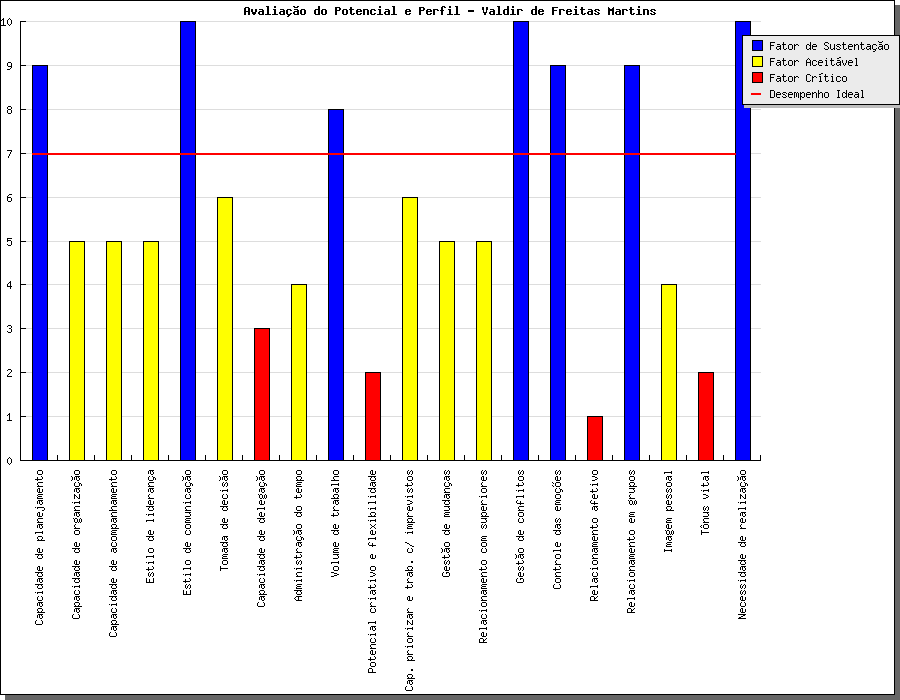 Avaliação do Potencial e Perfil - Valdir de Freitas Martins
10
9
8
7
6
5
4
3
2
1
0
Fator de Sustentação
Fator Aceitável
Fator Crítico
Desempenho Ideal
Capacidade de planejamento
Capacidade de organização
Capacidade de acompanhamento
Estilo de liderança
Estilo de comunicação
Tomada de decisão
Capacidade de delegação
Administração do tempo
Volume de trabalho
Potencial criativo e flexibilidade
Cap. priorizar e trab. c/ imprevistos
Gestão de mudanças
Relacionamento com superiores
Gestão de conflitos
Controle das emoções
Relacionamento afetivo
Relacionamento em grupos
Imagem pessoal
Tônus vital
Necessidade de realização